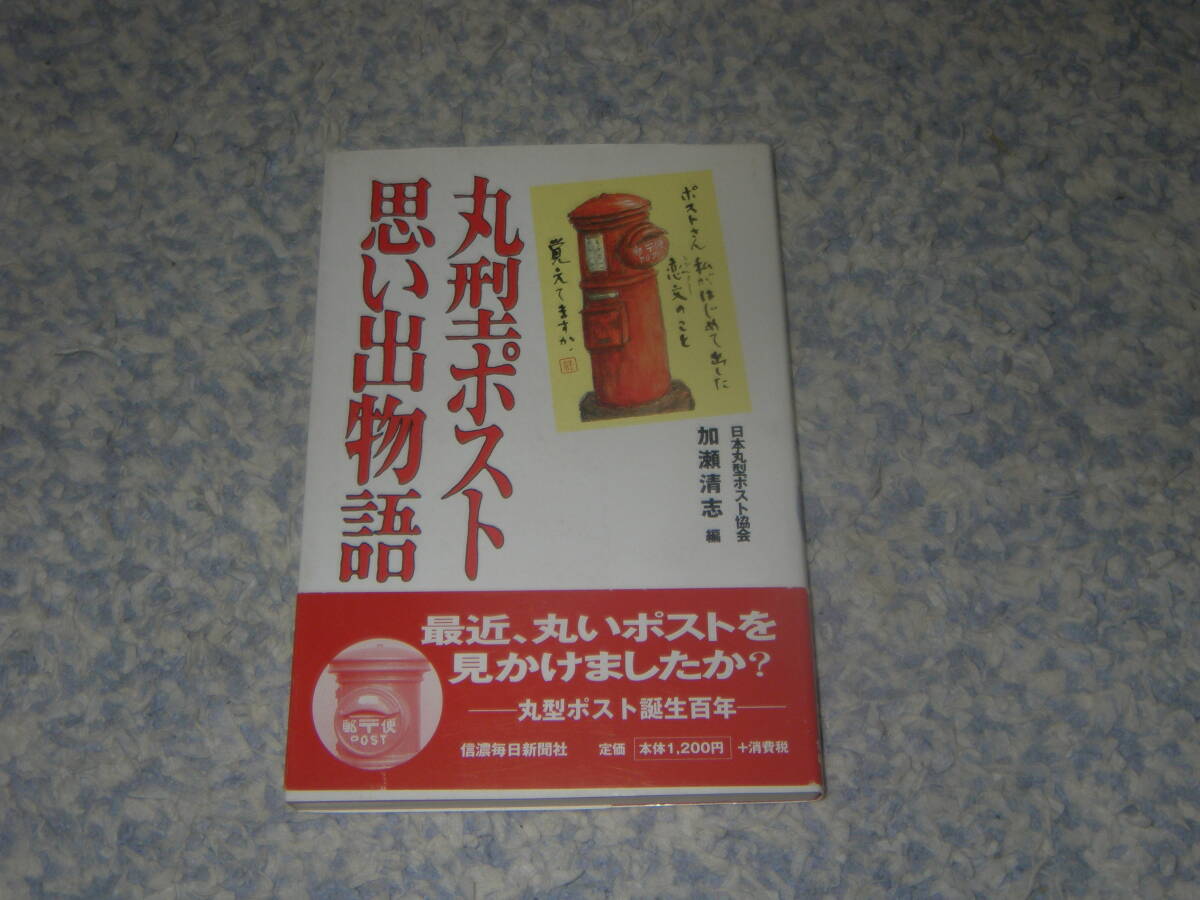 丸型ポスト
思い出物語
ポストさん 私がはじめて出した
恋文のこと
覚えてますか。
郵〒便
POST
日本丸型ポスト協会
加瀬清志 編
最近、丸いポストを
見かけましたか?
丸型ポスト誕生百年
郵〒便
POST
信濃毎日新聞社 定価 本体1,200円 +消費税